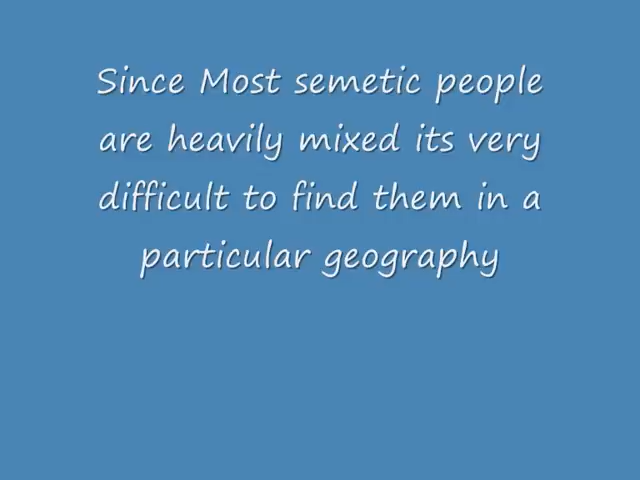 Since Most semetic people
are heavily mixed its very
difficult to find them in a
particular geography